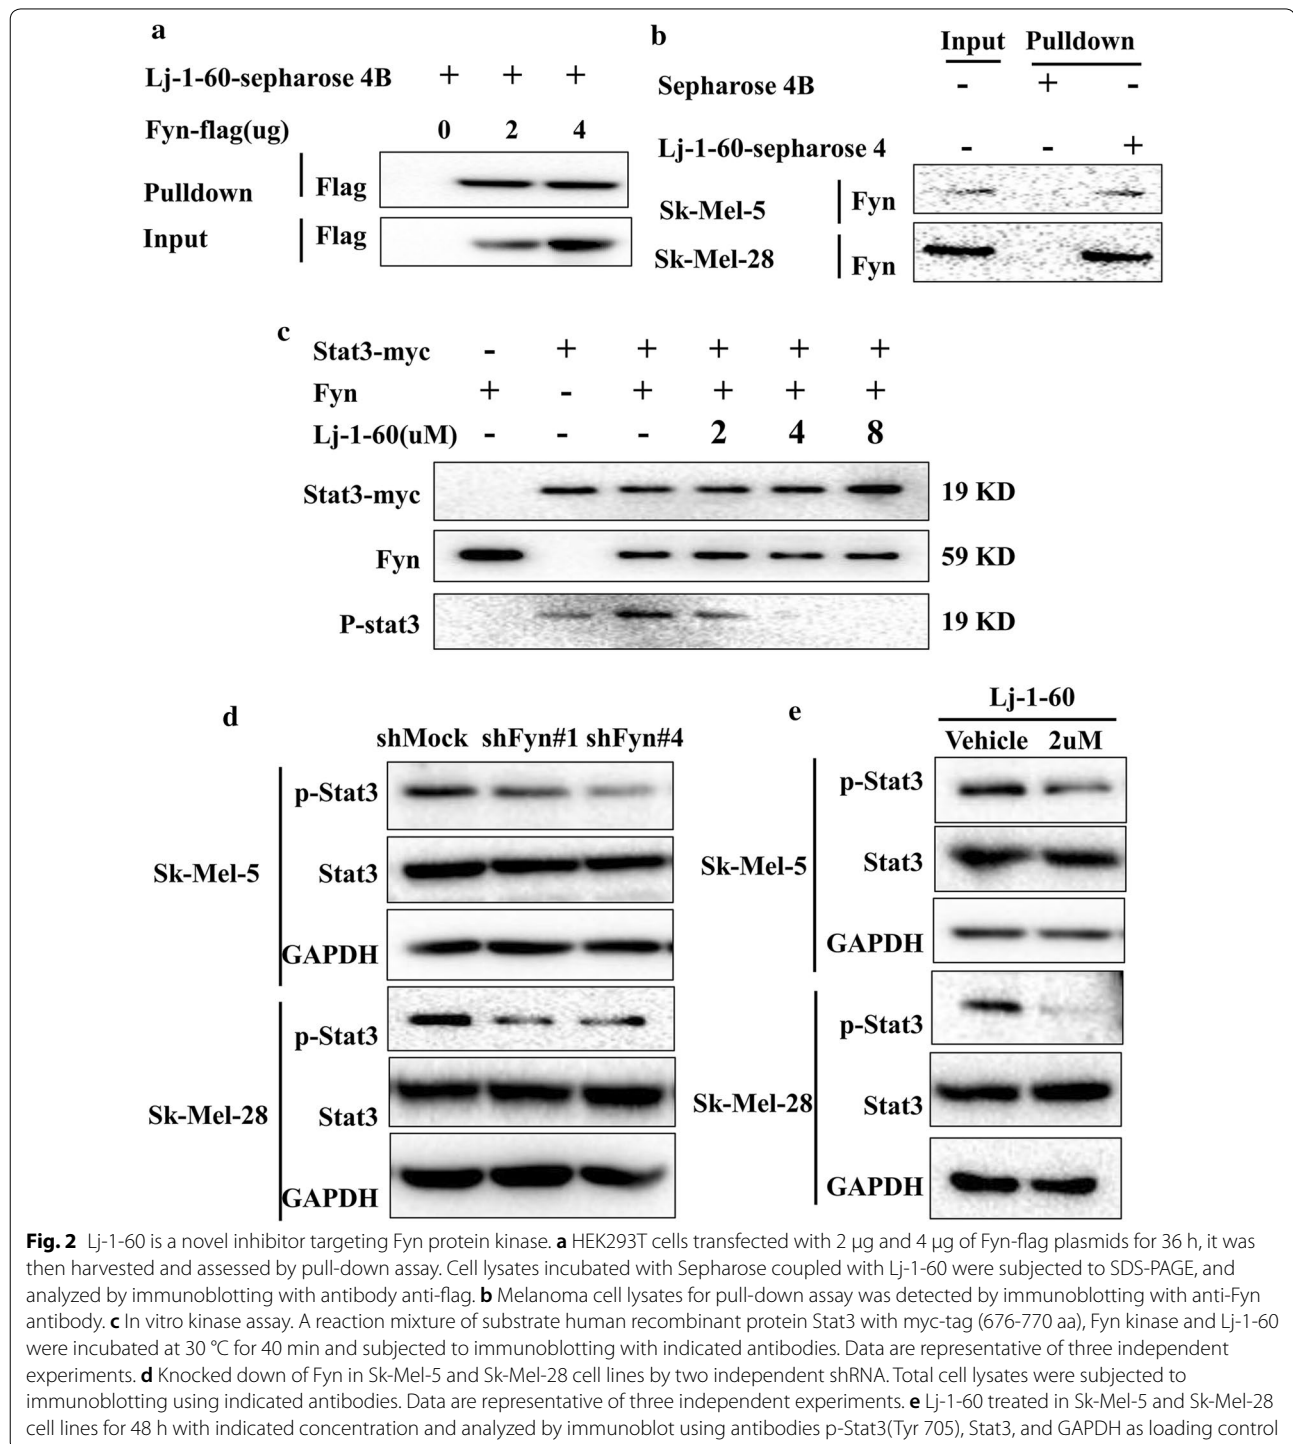 a
Lj-1-60-sepharose 4B + + +
Fyn-flag(ug) 0 2 4
Pulldown Flag
Input Flag
b
Input Pulldown
Sepharose 4B - + -
Lj-1-60-sepharose 4 - - +
Sk-Mel-5 Fyn
Sk-Mel-28 Fyn
c
Stat3-myc - + + + + +
Fyn + - + + + +
Lj-1-60(uM) - - - 2 4 8
Stat3-myc 19 KD
Fyn 59 KD
P-stat3 19 KD
d
shMock shFyn#1 shFyn#4
p-Stat3
Sk-Mel-5 Stat3
GAPDH
p-Stat3
Sk-Mel-28 Stat3
GAPDH
e
Lj-1-60
Vehicle 2uM
p-Stat3
Sk-Mel-5 Stat3
GAPDH
p-Stat3
Sk-Mel-28 Stat3
GAPDH
Fig. 2 Lj-1-60 is a novel inhibitor targeting Fyn protein kinase. a HEK293T cells transfected with 2 μg and 4 μg of Fyn-flag plasmids for 36 h, it was
then harvested and assessed by pull-down assay. Cell lysates incubated with Sepharose coupled with Lj-1-60 were subjected to SDS-PAGE, and
analyzed by immunoblotting with antibody anti-flag. b Melanoma cell lysates for pull-down assay was detected by immunoblotting with anti-Fyn
antibody. c In vitro kinase assay. A reaction mixture of substrate human recombinant protein Stat3 with myc-tag (676-770 aa), Fyn kinase and Lj-1-60
were incubated at 30 °C for 40 min and subjected to immunoblotting with indicated antibodies. Data are representative of three independent
experiments. d Knocked down of Fyn in Sk-Mel-5 and Sk-Mel-28 cell lines by two independent shRNA. Total cell lysates were subjected to
immunoblotting using indicated antibodies. Data are representative of three independent experiments. e Lj-1-60 treated in Sk-Mel-5 and Sk-Mel-28
cell lines for 48 h with indicated concentration and analyzed by immunoblot using antibodies p-Stat3(Tyr 705), Stat3, and GAPDH as loading control